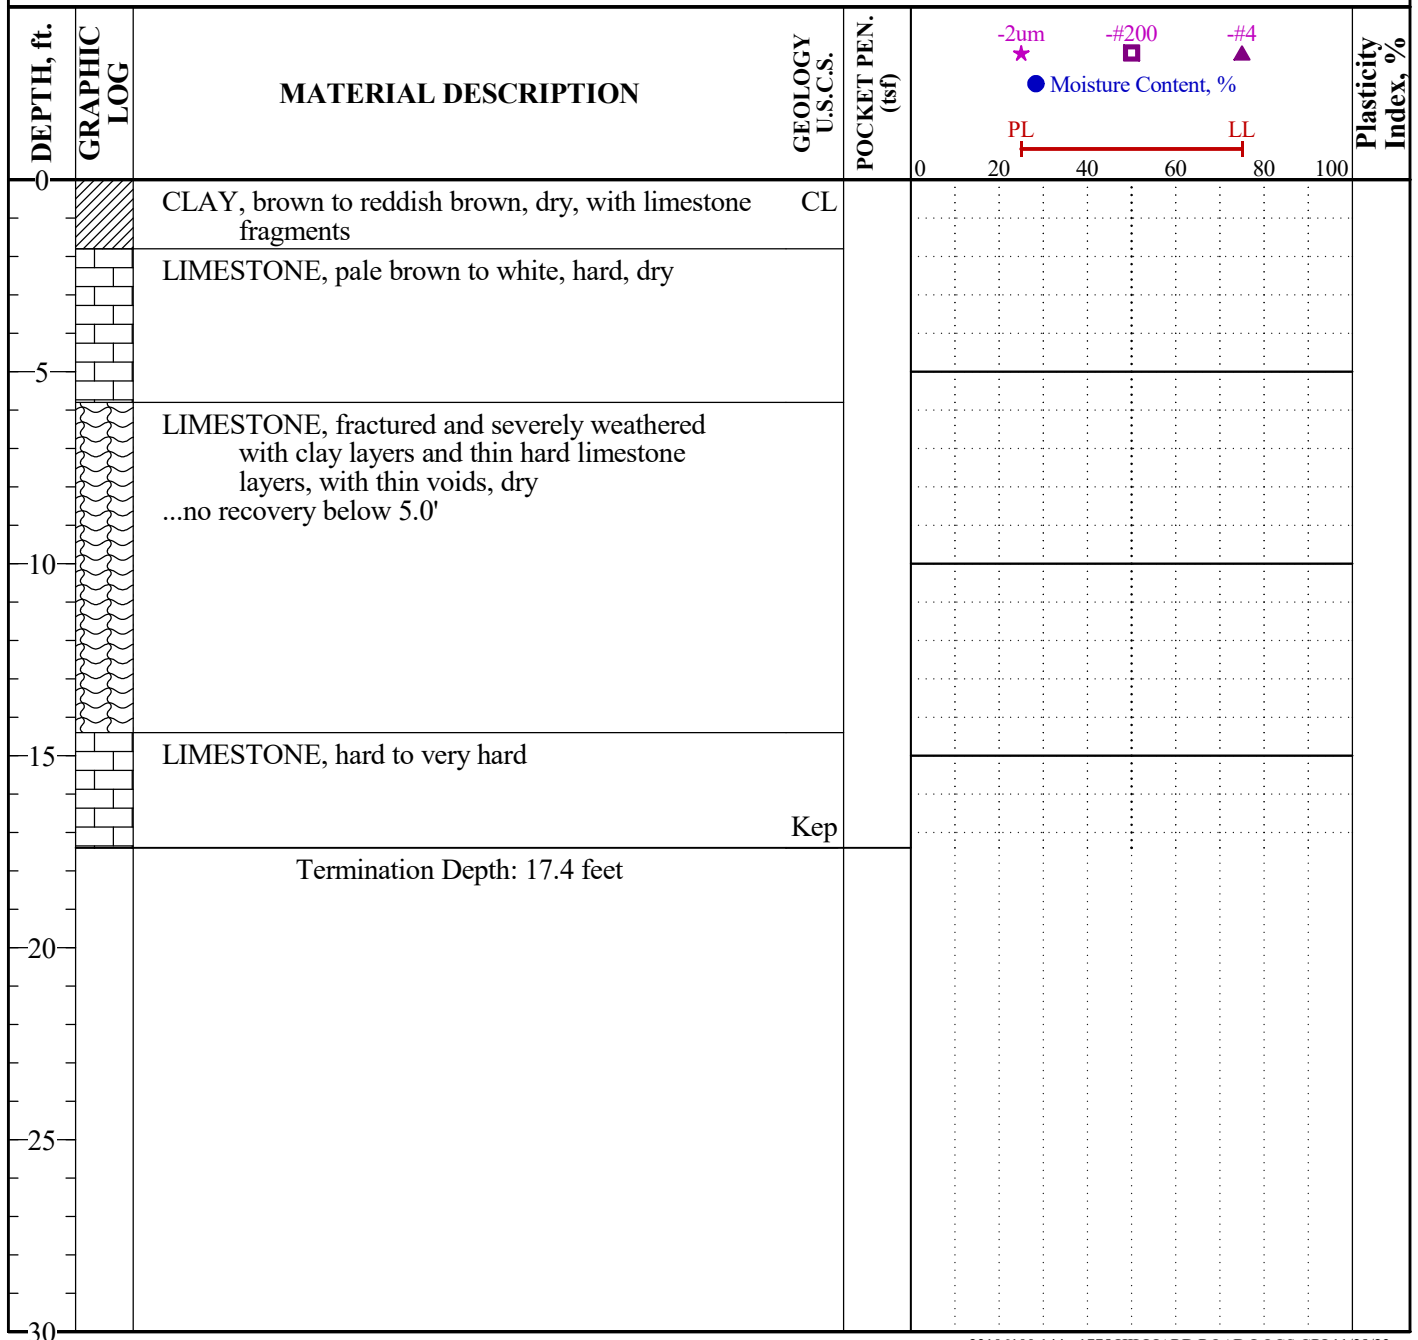 DEPTH, ft.
GRAPHIC
LOG
MATERIAL DESCRIPTION
GEOLOGY
U.S.C.S.
POCKET PEN.
(tsf)
-2um -#200 -#4
Moisture Content, %
PL LL
0 20 40 60 80 100
Plasticity
Index, %
0
CLAY, brown to reddish brown, dry, with limestone CL
fragments
LIMESTONE, pale brown to white, hard, dry
5
LIMESTONE, fractured and severely weathered
with clay layers and thin hard limestone
layers, with thin voids, dry
...no recovery below 5.0'
10
15
LIMESTONE, hard to very hard
Kep
Termination Depth: 17.4 feet
20
25
30